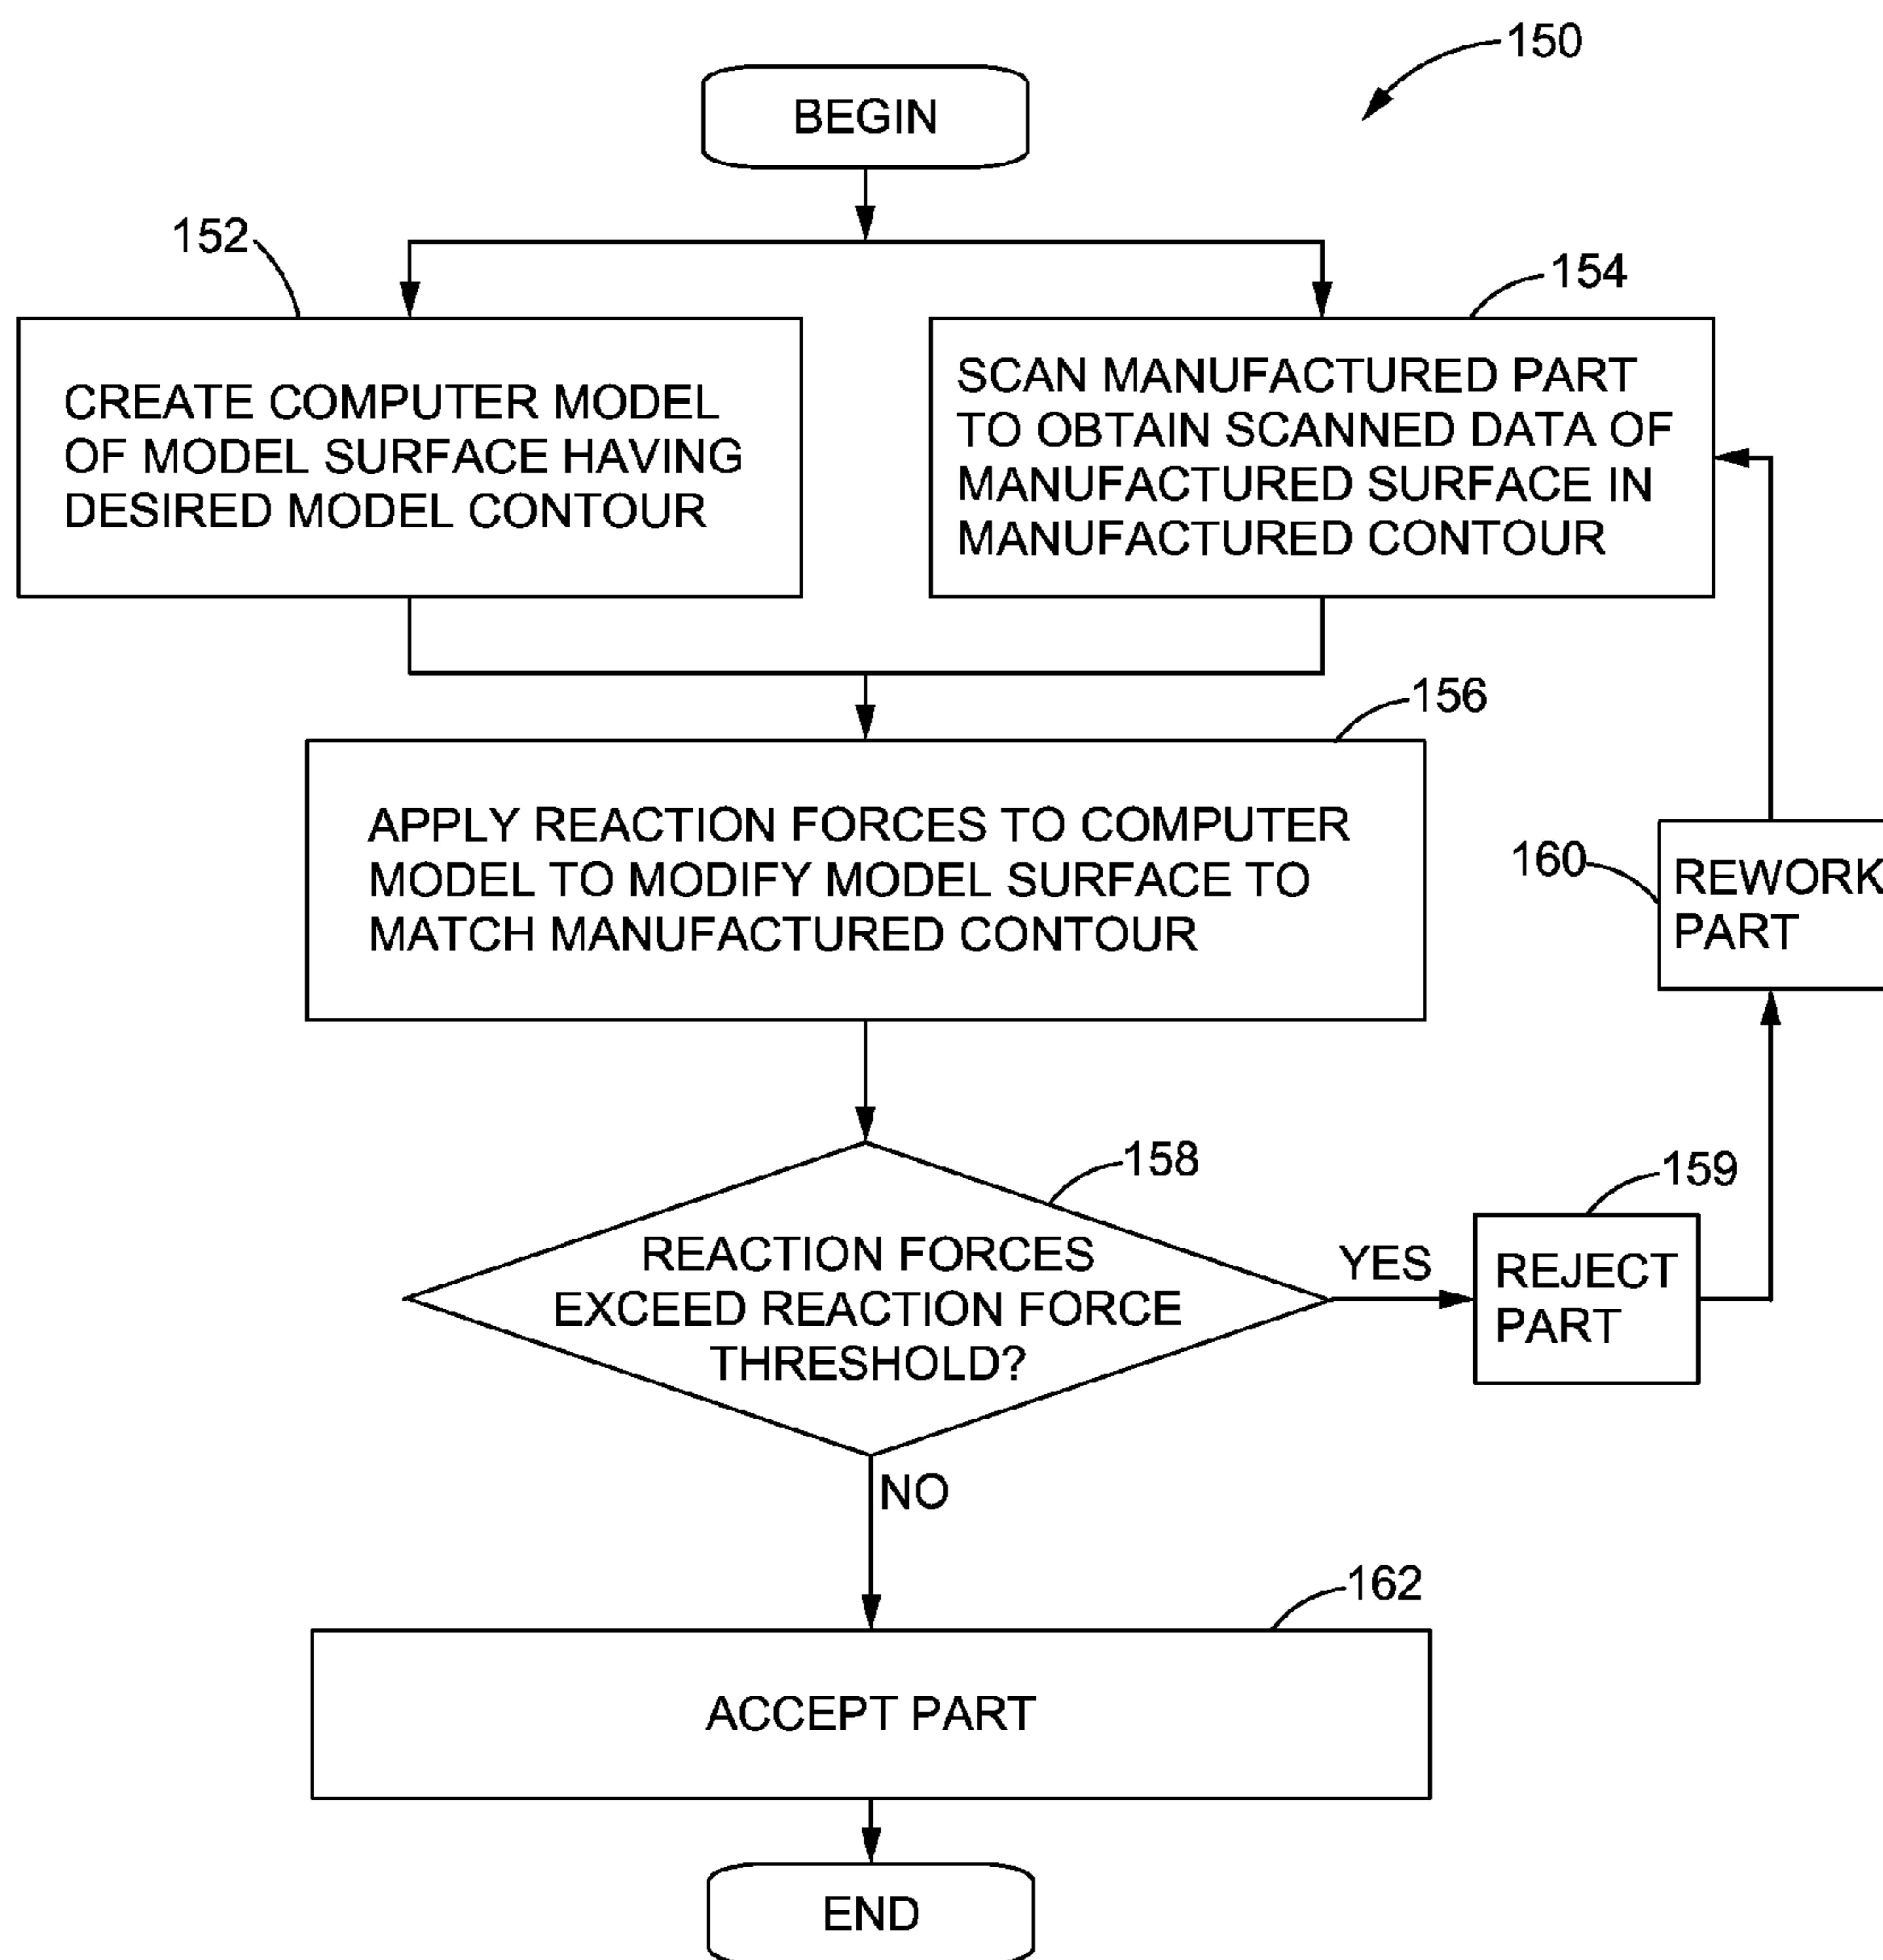 150
BEGIN
152
154
CREATE COMPUTER MODEL
OF MODEL SURFACE HAVING
DESIRED MODEL CONTOUR
SCAN MANUFACTURED PART
TO OBTAIN SCANNED DATA OF
MANUFACTURED SURFACE IN
MANUFACTURED CONTOUR
156
APPLY REACTION FORCES TO COMPUTER
MODEL TO MODIFY MODEL SURFACE TO
MATCH MANUFACTURED CONTOUR
160
REWORK
PART
158
REACTION FORCES
EXCEED REACTION FORCE
THRESHOLD?
YES
159
REJECT
PART
NO
162
ACCEPT PART
END